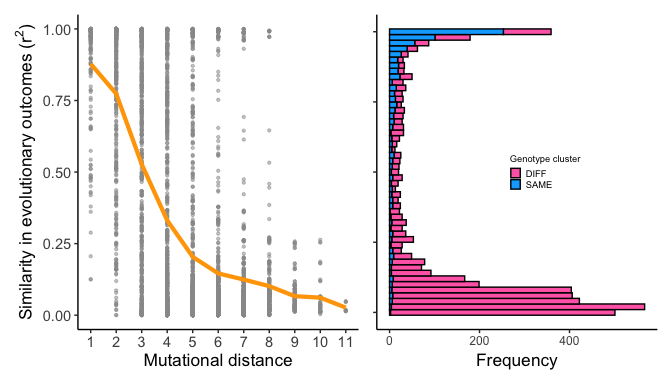 Similarity in evolutionary outcomes (r²)
1.00
0.75
0.50
0.25
0.00
1 2 3 4 5 6 7 8 9 10 11
Mutational distance
Genotype cluster
DIFF
SAME
0 200 400
Frequency